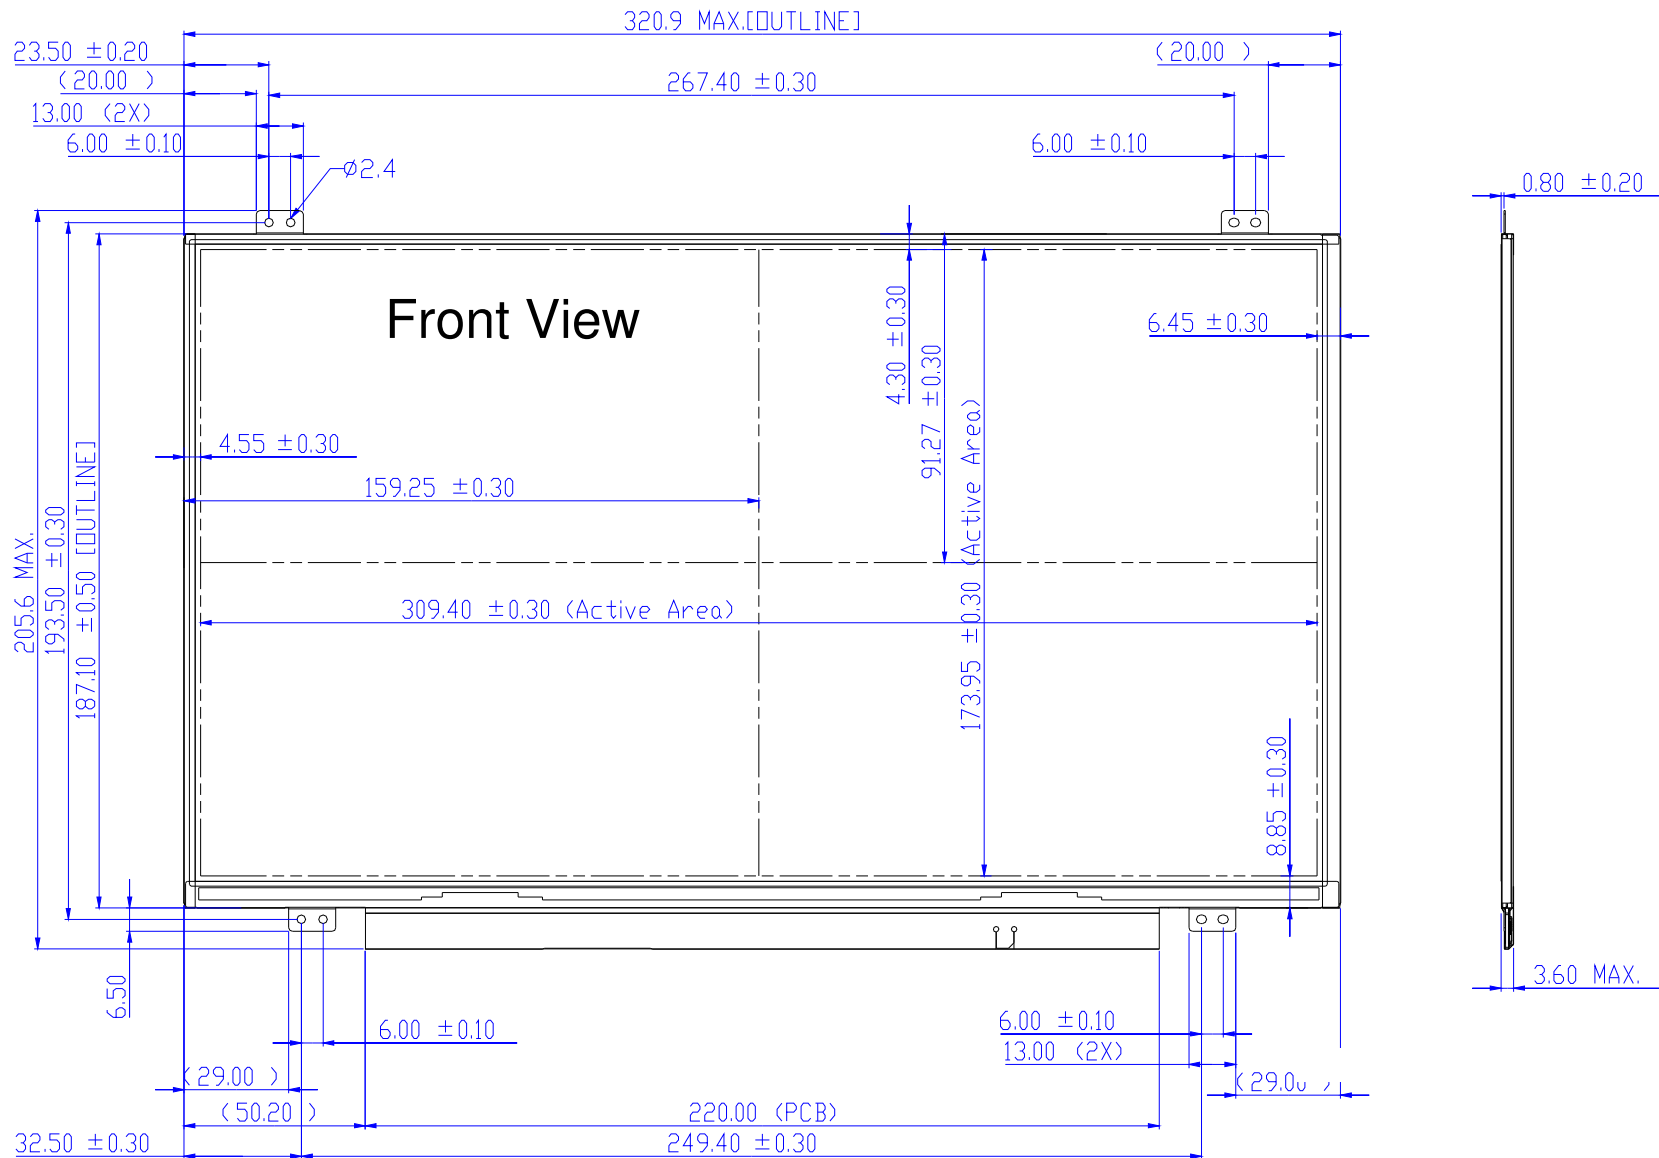 320.9 MAX.[OUTLINE]
23.50 ±0.20
(20.00 )
(20.00 )
267.40 ±0.30
13.00 (2X)
6.00 ±0.10
6.00 ±0.10
ø2.4
0.80 ±0.20
Front View
4.30 ±0.30
6.45 ±0.30
91.27 ±0.30
4.55 ±0.30
159.25 ±0.30
173.95 ±0.30 (Active Area)
205.6 MAX.
193.50 ±0.30
187.10 ±0.50 [OUTLINE]
309.40 ±0.30 (Active Area)
8.85 ±0.30
6.50
3.60 MAX.
6.00 ±0.10
6.00 ±0.10
13.00 (2X)
(29.00 )
(29.00 )
(50.20 )
220.00 (PCB)
32.50 ±0.30
249.40 ±0.30